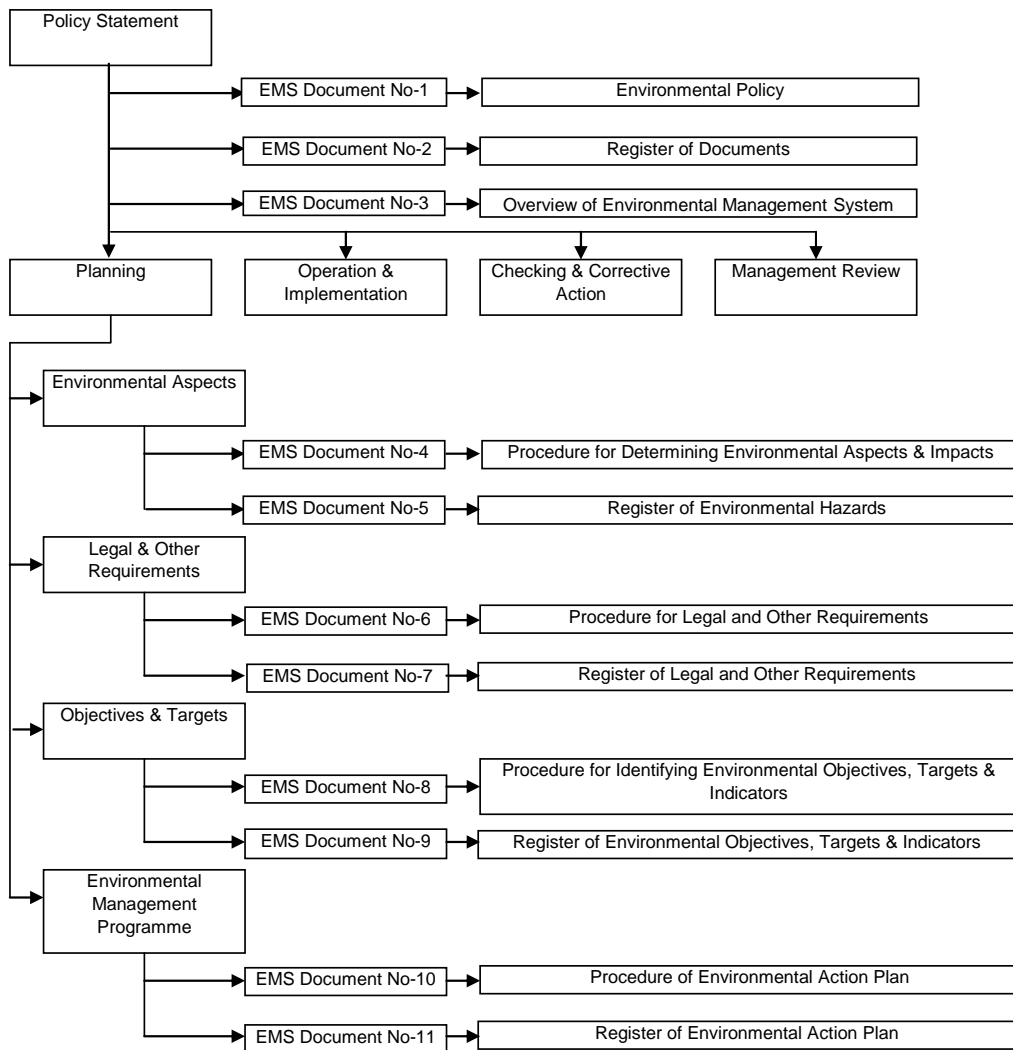 Policy Statement
EMS Document No-1
Environmental Policy
EMS Document No-2
Register of Documents
EMS Document No-3
Overview of Environmental Management System
Planning
Operation &
Implementation
Checking & Corrective
Action
Management Review
Environmental Aspects
EMS Document No-4
Procedure for Determining Environmental Aspects & Impacts
EMS Document No-5
Register of Environmental Hazards
Legal & Other
Requirements
EMS Document No-6
Procedure for Legal and Other Requirements
EMS Document No-7
Register of Legal and Other Requirements
Objectives & Targets
EMS Document No-8
Procedure for Identifying Environmental Objectives, Targets &
Indicators
EMS Document No-9
Register of Environmental Objectives, Targets & Indicators
Environmental
Management
Programme
EMS Document No-10
Procedure of Environmental Action Plan
EMS Document No-11
Register of Environmental Action Plan